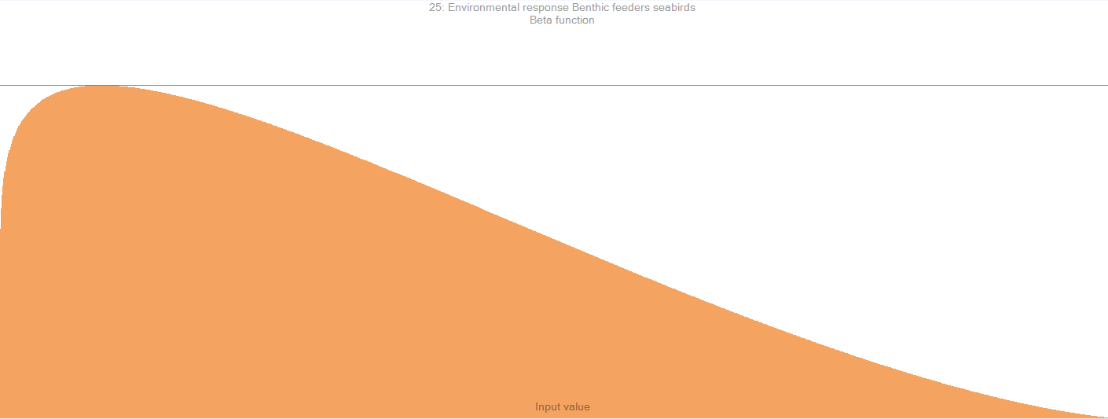 25: Environmental response Benthic feeders seabirds
Beta function
Input value